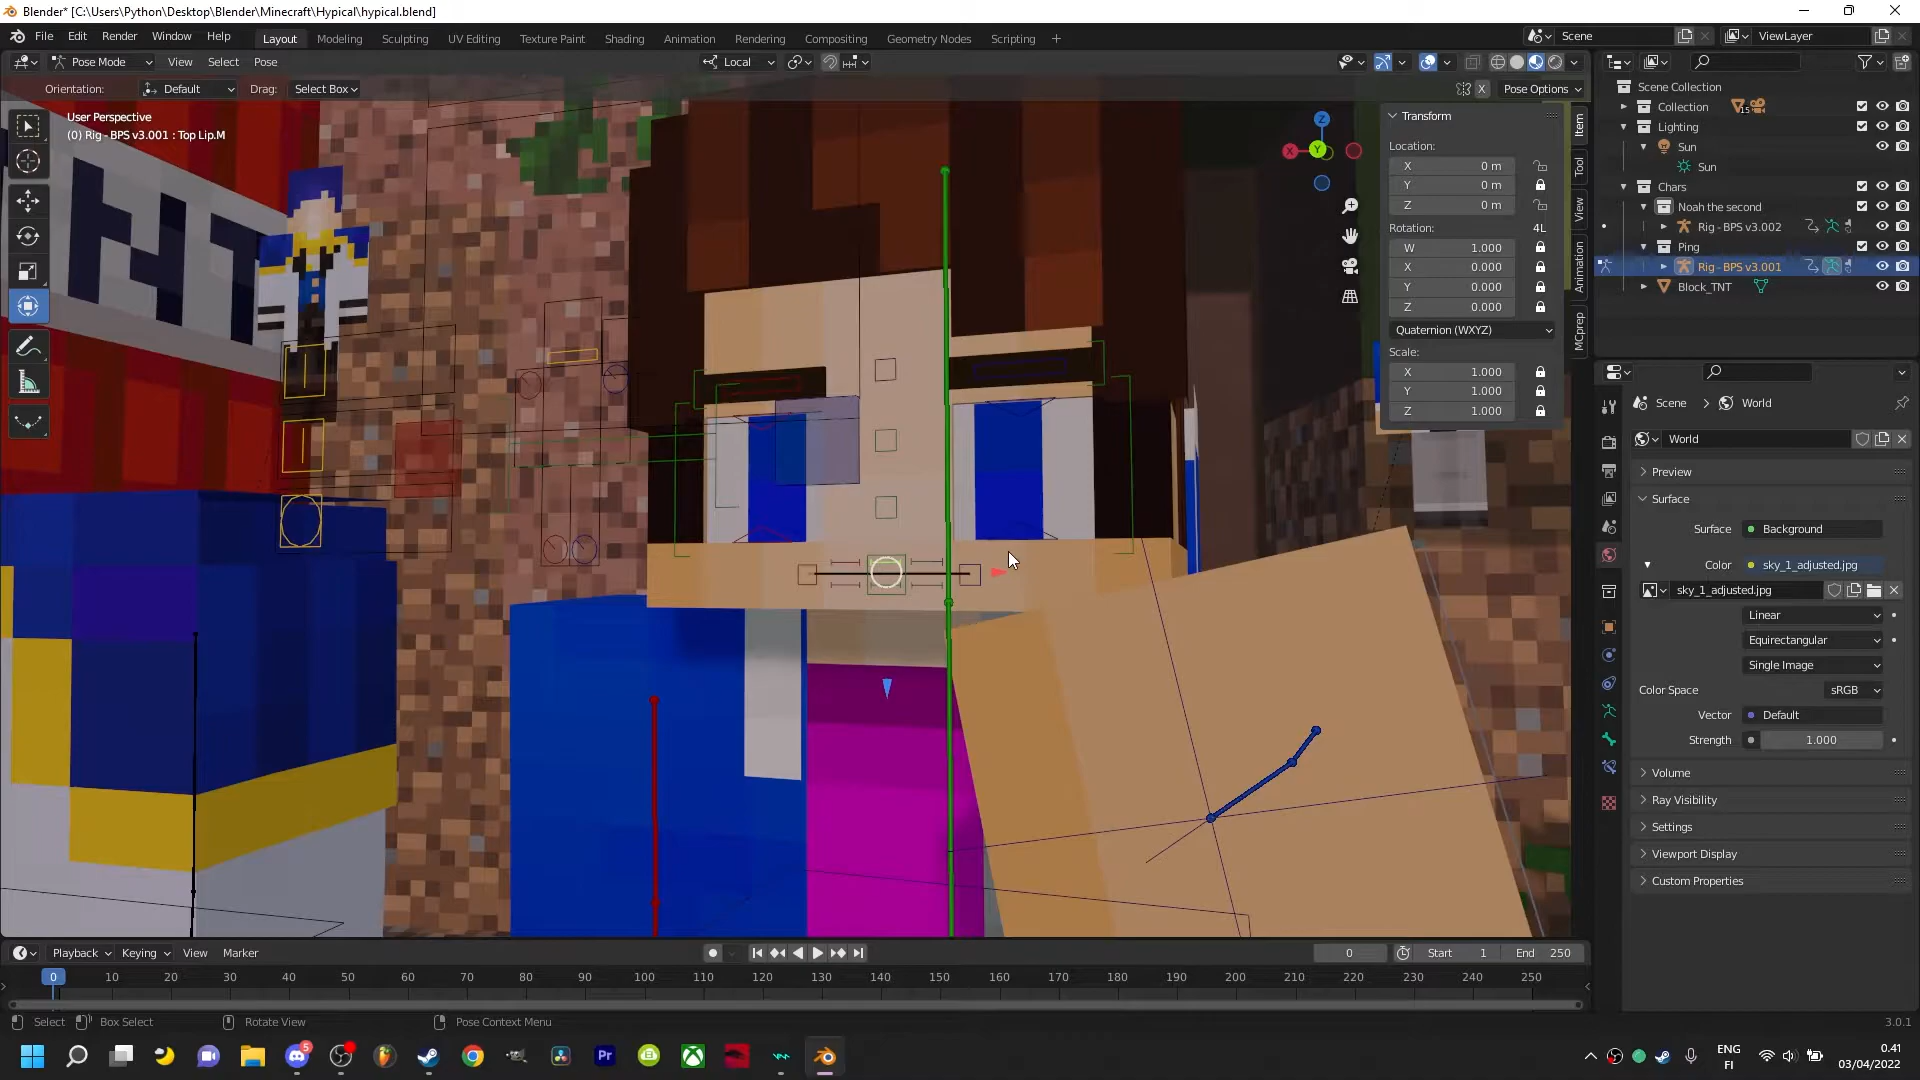 Blender* [C:\Users\Python\Desktop\Blender\Minecraft\Hypical\hypical.blend]
File Edit Render Window Help Layout Modeling Sculpting UV Editing Texture Paint Shading Animation Rendering Compositing Geometry Nodes Scripting Scene ViewLayer
Pose Mode View Select Pose Local
Orientation: Default Drag: Select Box X Pose Options
User Perspective
(0) Rig - BPS v3.001 : Top Lip.M
Z
X
Y
Transform
Location:
X 0 m
Y 0 m
Z 0 m
Rotation: 4L
W 1.000
X 0.000
Y 0.000
Z 0.000
Quaternion (WXYZ)
Scale:
X 1.000
Y 1.000
Z 1.000
Item
Tool
View
Animation
MCprep
NT
Scene Collection
Collection 15
Lighting
Sun
Sun
Chars
Noah the second
Rig - BPS v3.002
Ping
Rig - BPS v3.001
Block_TNT
Scene World
World
Preview
Surface
Surface Background
Color sky_1_adjusted.jpg
sky_1_adjusted.jpg
Linear
Equirectangular
Single Image
Color Space sRGB
Vector Default
Strength 1.000
Volume
Ray Visibility
Settings
Viewport Display
Custom Properties
Playback Keying View Marker 0 Start 1 End 250
0 10 20 30 40 50 60 70 80 90 100 110 120 130 140 150 160 170 180 190 200 210 220 230 240 250
Select Box Select Rotate View Pose Context Menu 3.0.1
5 Pr ENG 0.41
FI 03/04/2022